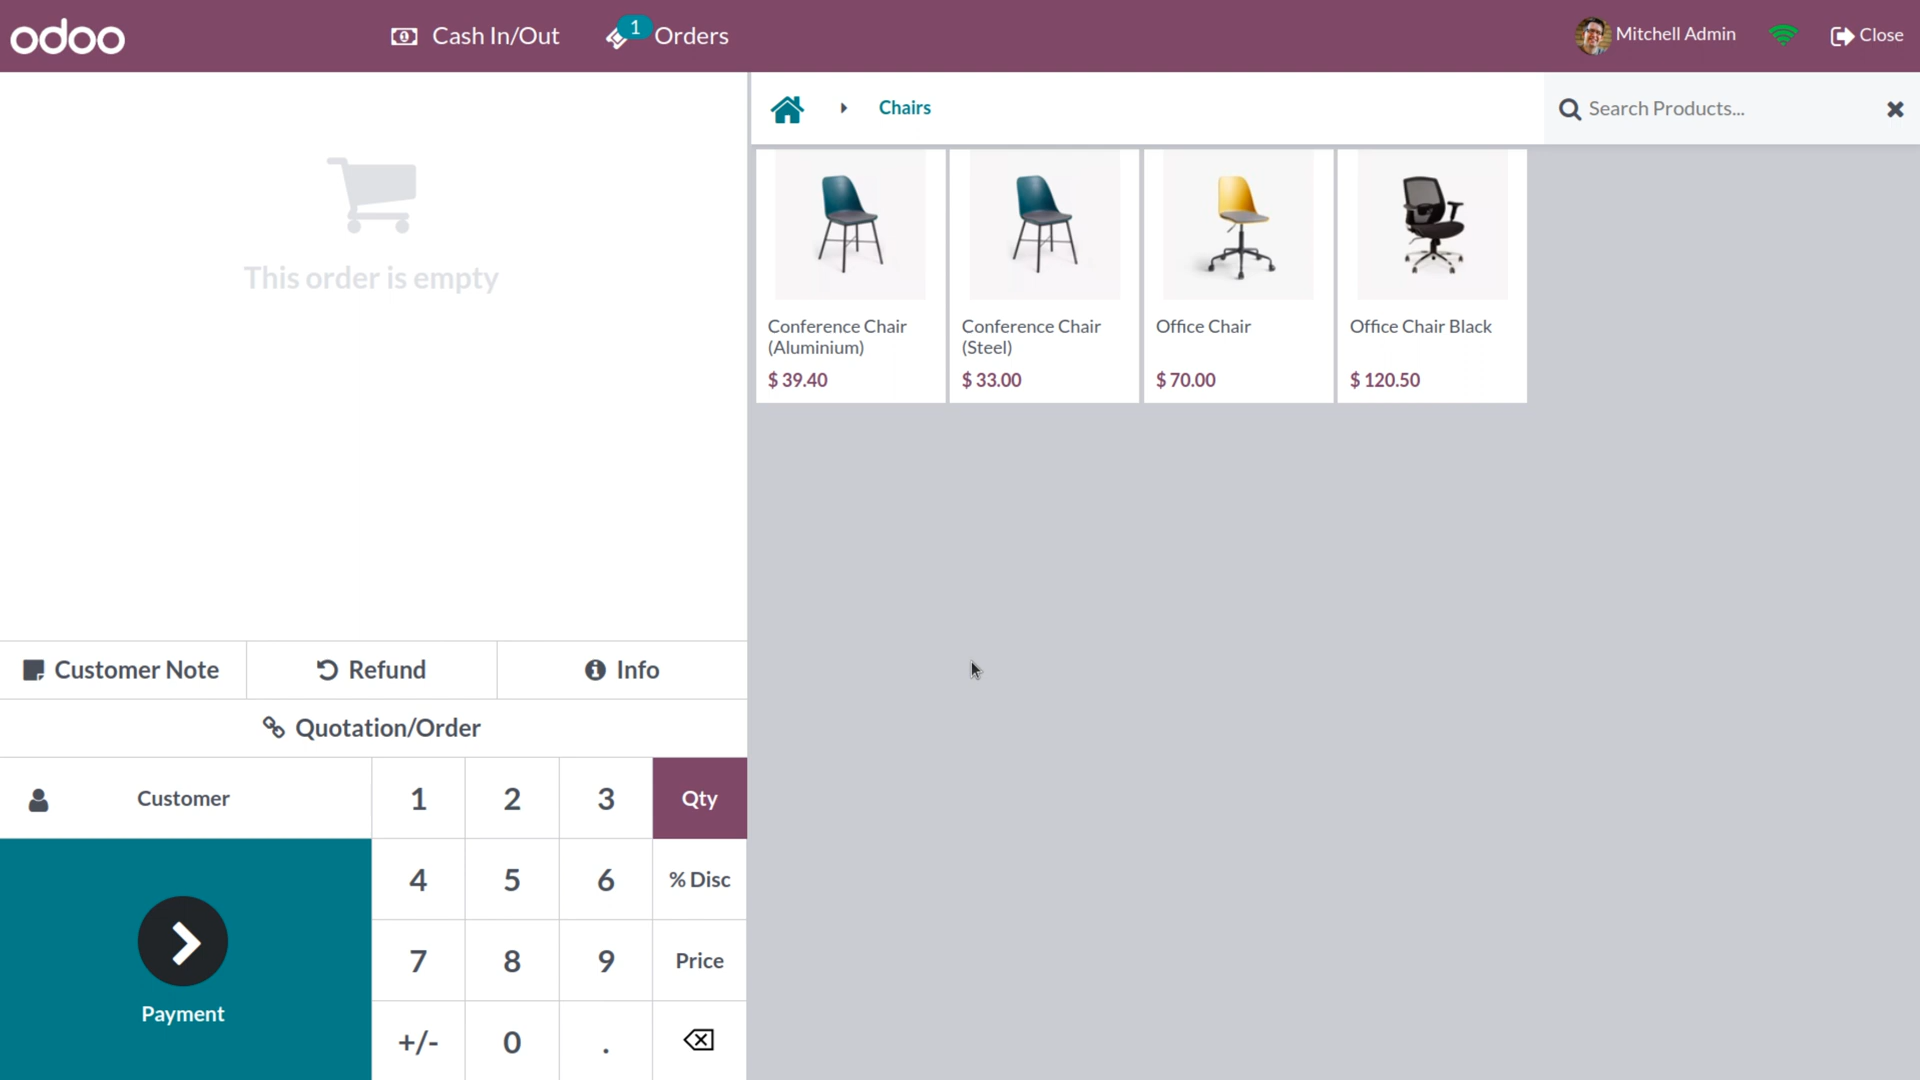 odoo
Cash In/Out
1
Orders
Mitchell Admin
Close
This order is empty
Chairs
Search Products...
Conference Chair
(Aluminium)
$ 39.40
Conference Chair
(Steel)
$ 33.00
Office Chair
$ 70.00
Office Chair Black
$ 120.50
Customer Note
Refund
Info
Quotation/Order
Customer
1
2
3
Qty
4
5
6
% Disc
7
8
9
Price
Payment
+/-
0
.